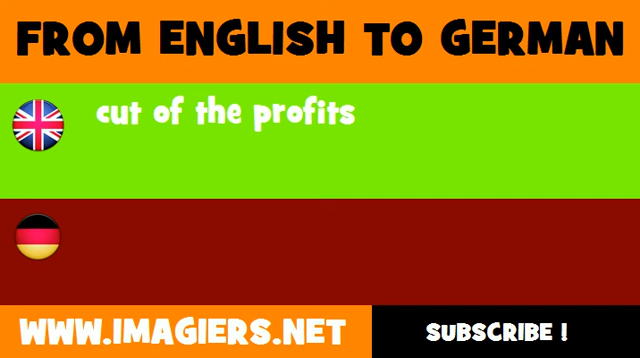 FROM ENGLISH TO GERMAN
cut of the profits
WWW.IMAGIERS.NET
SUBSCRIBE !